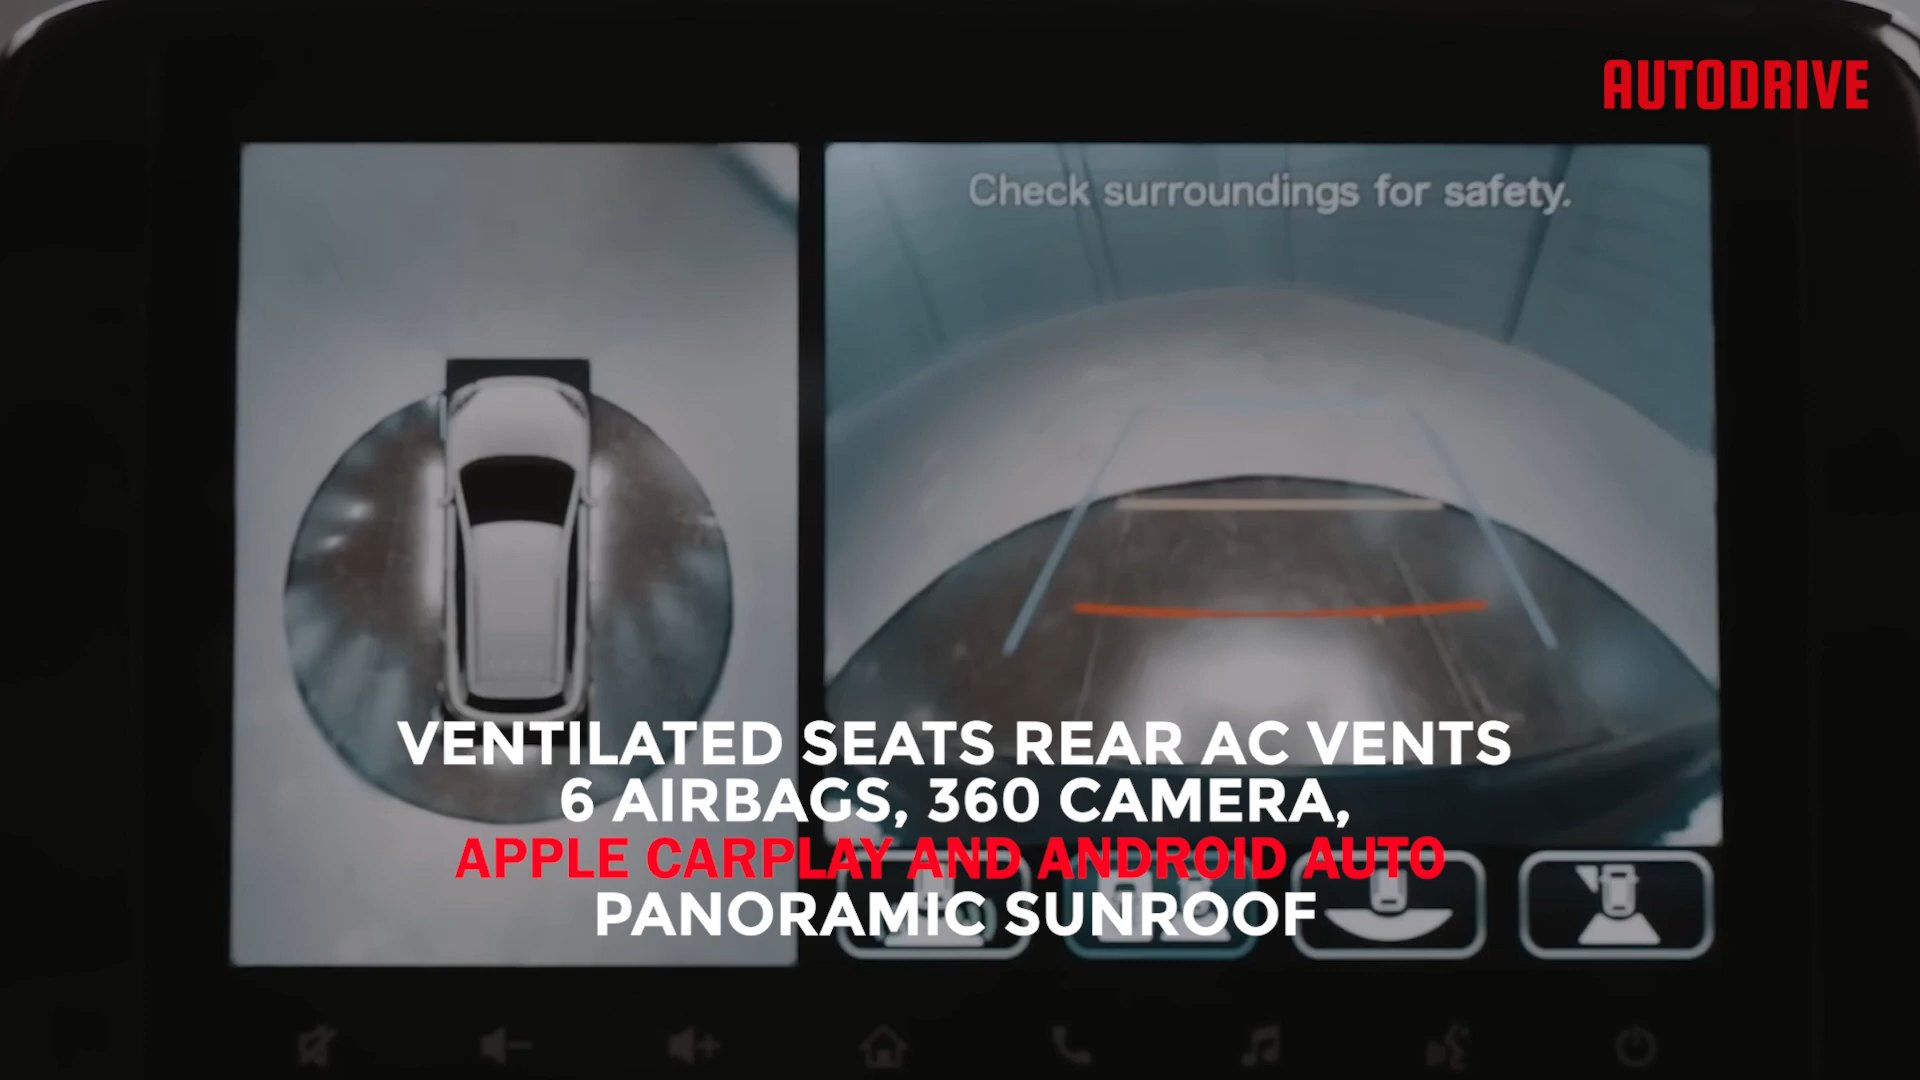 AUTODRIVE
Check surroundings for safety.
VENTILATED SEATS REAR AC VENTS
6 AIRBAGS, 360 CAMERA,
APPLE CARPLAY AND ANDROID AUTO
PANORAMIC SUNROOF